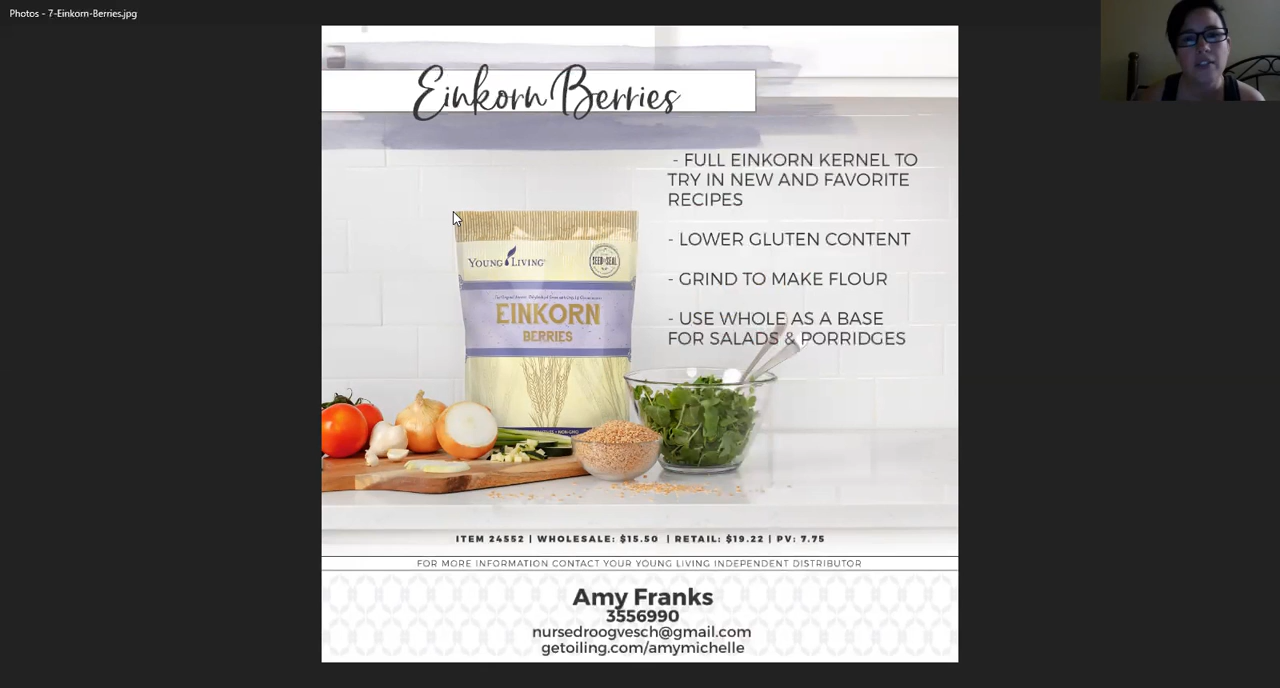 Photos - 7-Einkorn-Berries.jpg
Einkorn Berries
- FULL EINKORN KERNEL TO
TRY IN NEW AND FAVORITE
RECIPES
- LOWER GLUTEN CONTENT
- GRIND TO MAKE FLOUR
- USE WHOLE AS A BASE
FOR SALADS & PORRIDGES
YOUNG LIVING
SEED TO SEAL
EINKORN
BERRIES
ITEM 24552 | WHOLESALE: $15.50 | RETAIL: $19.22 | PV: 7.75
FOR MORE INFORMATION CONTACT YOUR YOUNG LIVING INDEPENDENT DISTRIBUTOR
Amy Franks
3556990
nursedroogvesch@gmail.com
getoiling.com/amymichelle